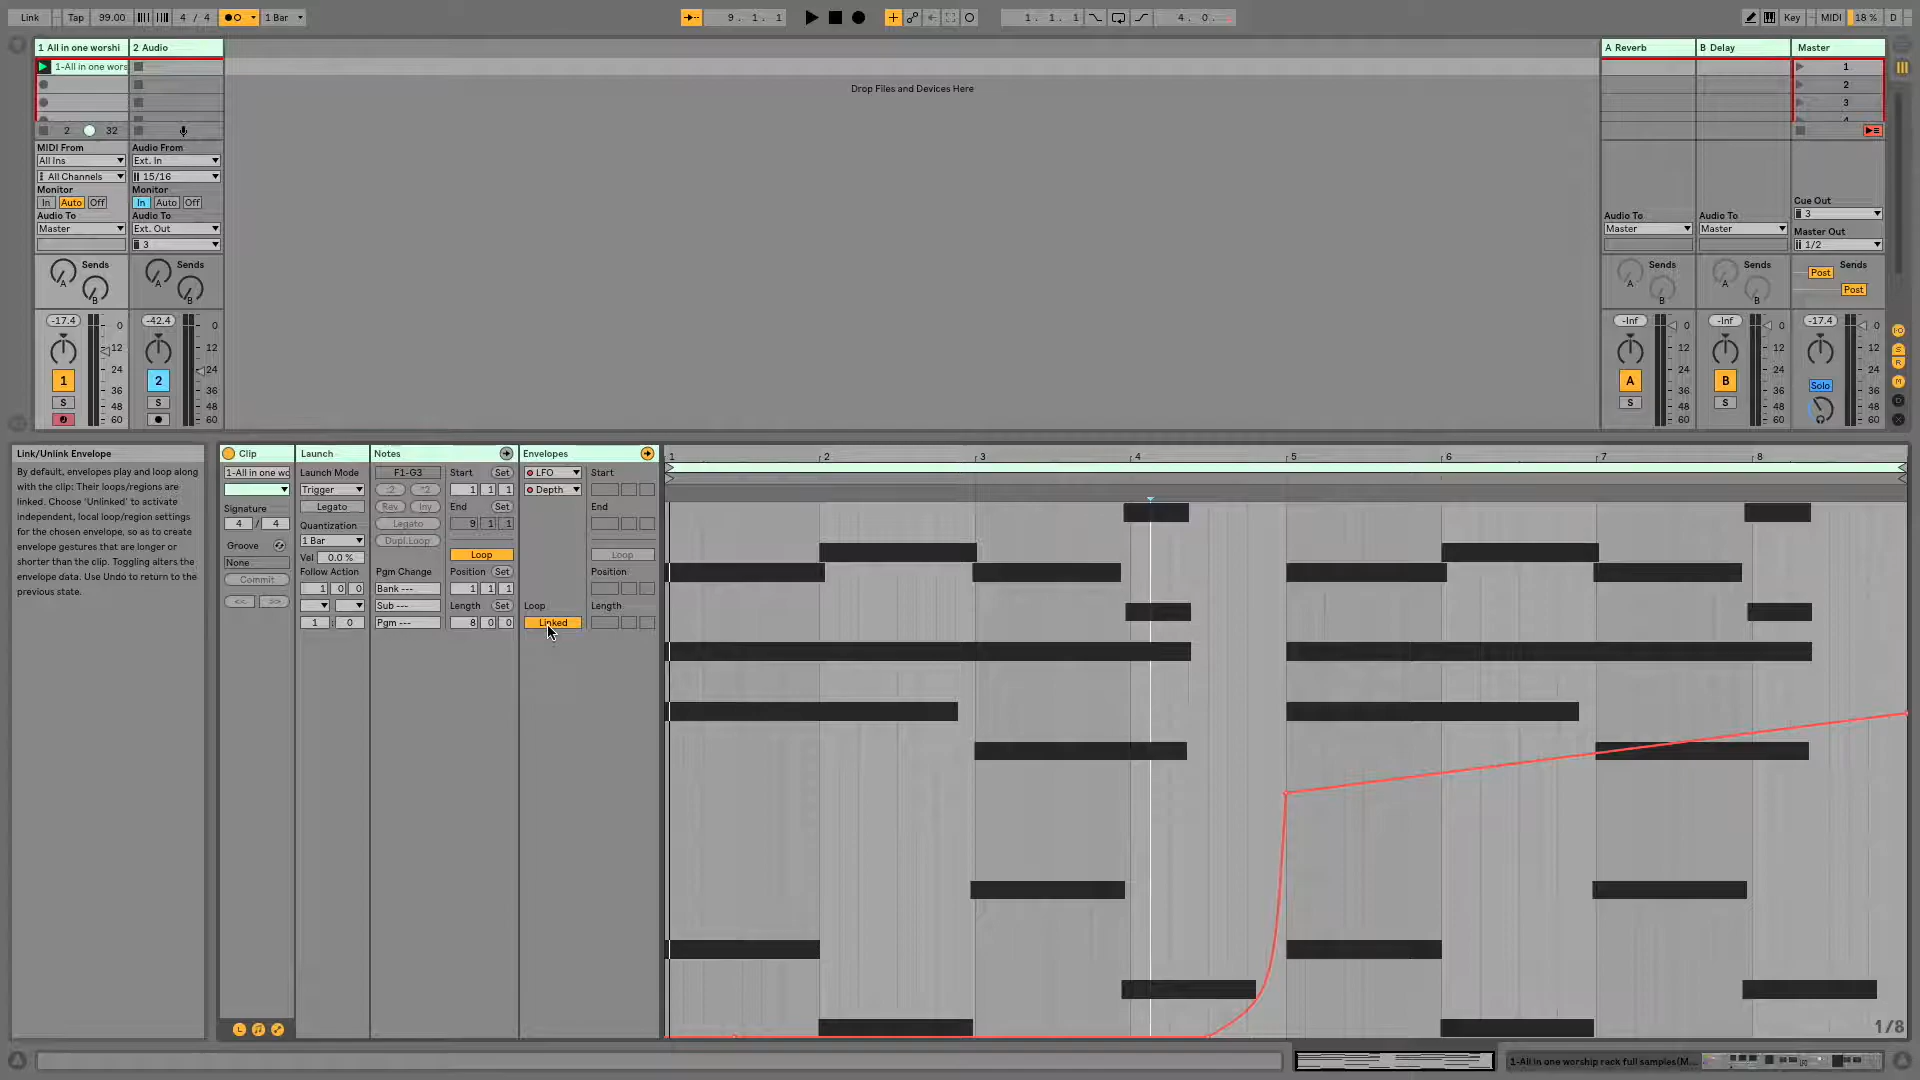 Link Tap 99.00 4 / 4 1 Bar 9. 1. 1 1. 1. 1 4. 0. Key MIDI 18 % D
1 All in one worshi 2 Audio A Reverb B Delay Master
1-All in one wors 1
Drop Files and Devices Here 2
3
2 32
MIDI From Audio From
All Ins Ext. In
All Channels 15/16
Monitor Monitor
In Auto Off In Auto Off Cue Out
Audio To Audio To Audio To Audio To 3
Master Ext. Out Master Master Master Out
3 1/2
Sends Sends Sends Sends Sends
A A A A Post
B B B B Post
-17.4 0 -42.4 0 -Inf 0 -Inf 0 -17.4 0
12 12 12 12 12
24 24 24 24 24
1 36 2 36 A 36 B 36 Solo 36
S 48 S 48 S 48 S 48 48
60 60 60 60 60
Link/Unlink Envelope
By default, envelopes play and loop along
with the clip: Their loops/regions are
linked. Choose 'Unlinked' to activate
independent, local loop/region settings
for the chosen envelope, so as to create
envelope gestures that are longer or
shorter than the clip. Toggling alters the
envelope data. Use Undo to return to the
previous state.
Clip
1-All in one wo
Signature
4 / 4
Groove
None
Commit
<< >>
Launch
Launch Mode
Trigger
Legato
Quantization
1 Bar
Vel 0.0 %
Follow Action
1 0 0
1 : 0
Notes
F1-G3
:2 *2
Rev Inv
Legato
Dupl.Loop
Pgm Change
Bank ---
Sub ---
Pgm ---
Start Set
1 1 1
End Set
9 1 1
Loop
Position Set
1 1 1
Length Set
8 0 0
Envelopes
LFO
Depth
Loop
Linked
Start
End
Loop
Position
Length
1 2 3 4 5 6 7 8
1/8
1-All in one worship rack full samples(M...